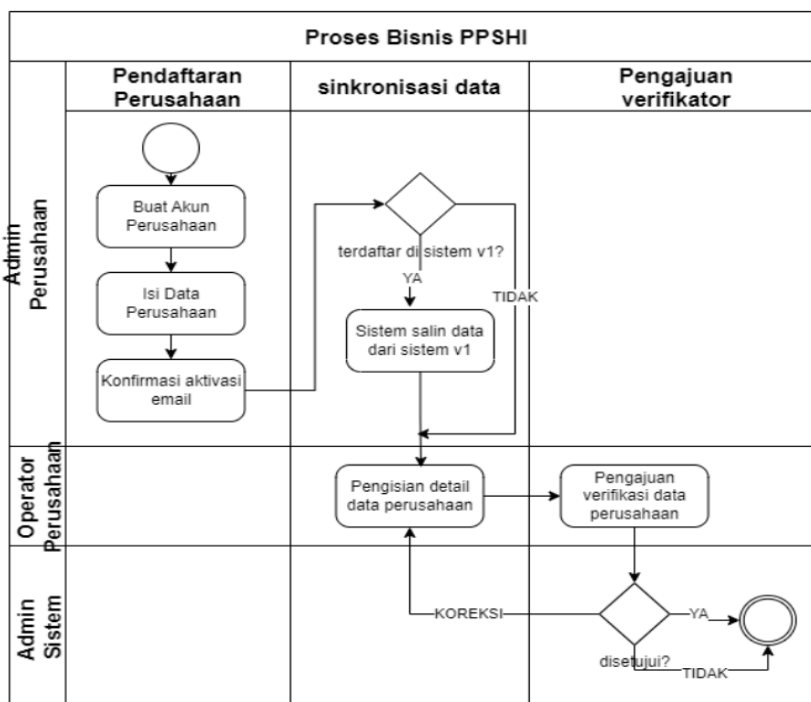 Proses Bisnis PPSHI
Pendaftaran
Perusahaan
sinkronisasi data
Pengajuan
verifikator
Admin
Perusahaan
Buat Akun
Perusahaan
Isi Data
Perusahaan
Konfirmasi aktivasi
email
terdaftar di sistem v1?
YA
TIDAK
Sistem salin data
dari sistem v1
Operator
Perusahaan
Pengisian detail
data perusahaan
Pengajuan
verifikasi data
perusahaan
Admin
Sistem
KOREKSI
YA
disetujui?
TIDAK